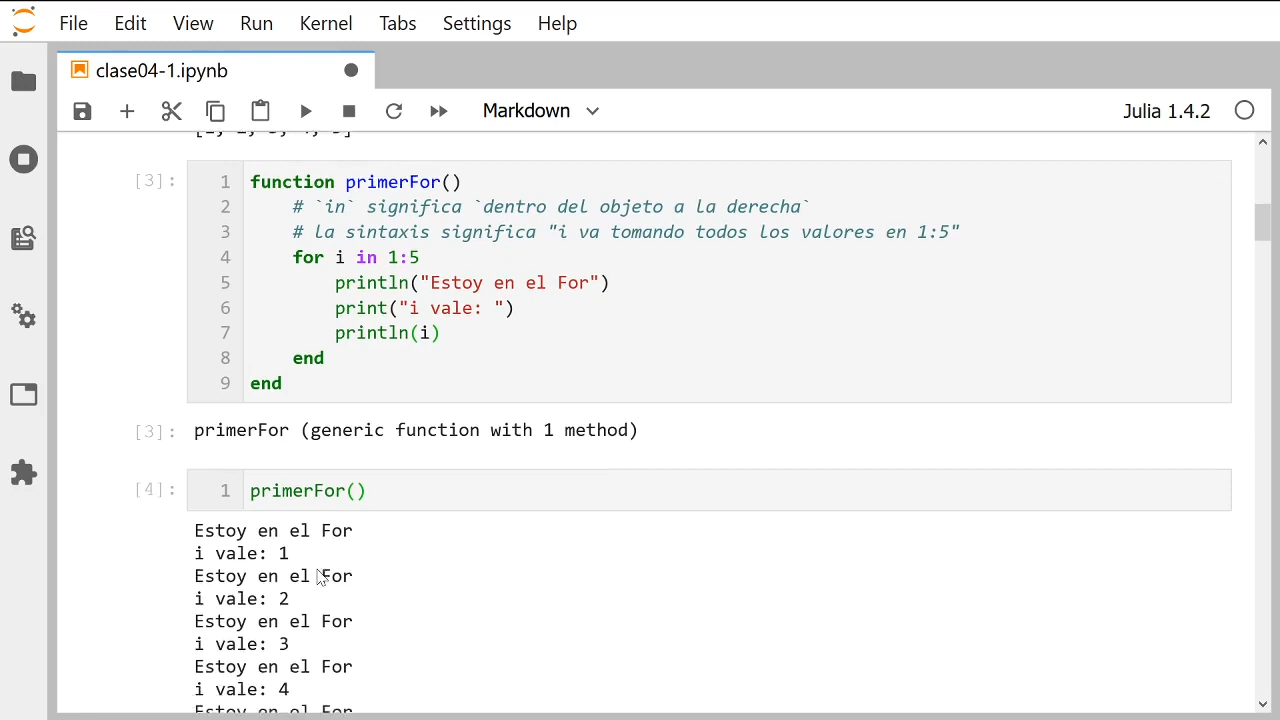 File Edit View Run Kernel Tabs Settings Help
clase04-1.ipynb
Markdown Julia 1.4.2
[3]: 1 function primerFor()
2 # `in` significa `dentro del objeto a la derecha`
3 # la sintaxis significa "i va tomando todos los valores en 1:5"
4 for i in 1:5
5 println("Estoy en el For")
6 print("i vale: ")
7 println(i)
8 end
9 end
[3]: primerFor (generic function with 1 method)
[4]: 1 primerFor()
Estoy en el For
i vale: 1
Estoy en el For
i vale: 2
Estoy en el For
i vale: 3
Estoy en el For
i vale: 4
Estoy en el For